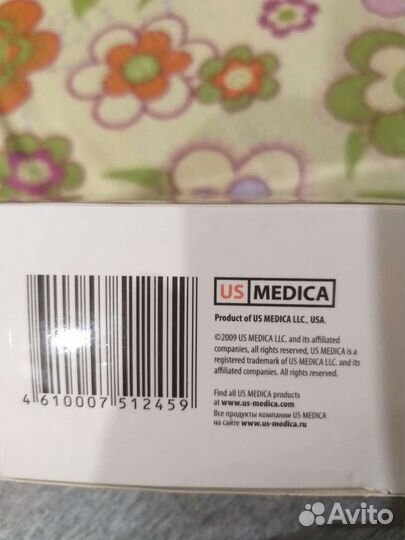 US MEDICA
Product of US MEDICA LLC., USA.
©2009 US MEDICA LLC. and its affiliated
companies, all rights reserved, US MEDICA is a
registered trademark of US MEDICA LLC. and its
affiliated companies, all rights reserved.
Find all US MEDICA products
at www.us-medica.com
Все продукты компании US MEDICA
на сайте www.us-medica.ru
4 610007 512459
Avito